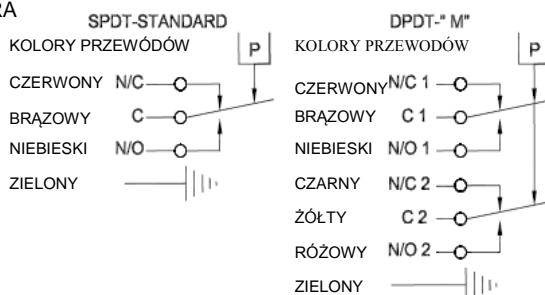 RA
SPDT-STANDARD
KOLORY PRZEWÓDÓW
P
CZERWONY N/C
BRĄZOWY C
NIEBIESKI N/O
ZIELONY
DPDT-" M"
KOLORY PRZEWODÓW
P
CZERWONY N/C 1
BRĄZOWY C 1
NIEBIESKI N/O 1
CZARNY N/C 2
ŻÓŁTY C 2
RÓŻOWY N/O 2
ZIELONY